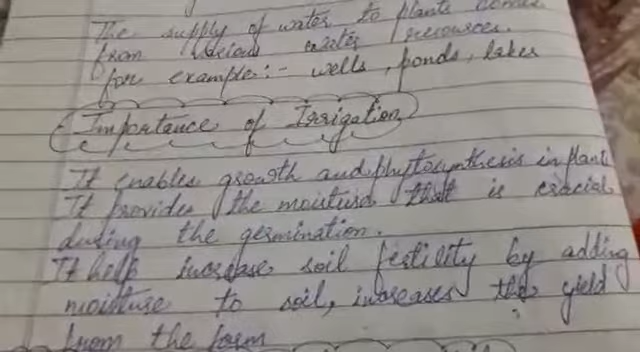 The supply of water to plants comes
from various water resources.
for example:- wells, ponds, lakes
Importance of Irrigation
It enables growth and phytosynthesis in plant
It provides the moisture that is crucial
during the germination.
It help increase soil fertility by adding
moisture to soil, increases the yield
from the farm